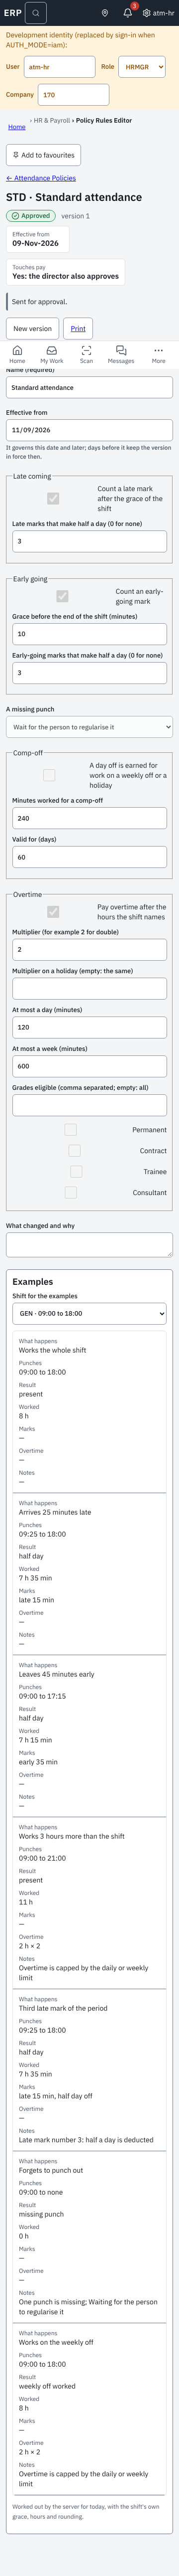 ERP
3
atm-hr
Development identity (replaced by sign-in when
AUTH_MODE=iam);
User
atm-hr
Role
HRMGR
Company
170
Home
› HR & Payroll › Policy Rules Editor
Add to favourites
← Attendance Policies
STD · Standard attendance
Approved
version 1
Effective from
09-Nov-2026
Touches pay
Yes: the director also approves
Sent for approval.
New version
Print
Home
My Work
Scan
Messages
More
Name (required)
Standard attendance
Effective from
11/09/2026
It governs this date and later; days before it keep the version
in force then.
Late coming
Count a late mark
after the grace of the
shift
Late marks that make half a day (0 for none)
3
Early going
Count an early-
going mark
Grace before the end of the shift (minutes)
10
Early-going marks that make half a day (0 for none)
3
A missing punch
Wait for the person to regularise it
Comp-off
A day off is earned for
work on a weekly off or a
holiday
Minutes worked for a comp-off
240
Valid for (days)
60
Overtime
Pay overtime after the
hours the shift names
Multiplier (for example 2 for double)
2
Multiplier on a holiday (empty: the same)
At most a day (minutes)
120
At most a week (minutes)
600
Grades eligible (comma separated; empty: all)
Permanent
Contract
Trainee
Consultant
What changed and why
Examples
Shift for the examples
GEN · 09:00 to 18:00
What happens
Works the whole shift
Punches
09:00 to 18:00
Result
present
Worked
8 h
Marks
—
Overtime
—
Notes
—
What happens
Arrives 25 minutes late
Punches
09:25 to 18:00
Result
half day
Worked
7 h 35 min
Marks
late 15 min
Overtime
—
Notes
—
What happens
Leaves 45 minutes early
Punches
09:00 to 17:15
Result
half day
Worked
7 h 15 min
Marks
early 35 min
Overtime
—
Notes
—
What happens
Works 3 hours more than the shift
Punches
09:00 to 21:00
Result
present
Worked
11 h
Marks
—
Overtime
2 h × 2
Notes
Overtime is capped by the daily or weekly
limit
What happens
Third late mark of the period
Punches
09:25 to 18:00
Result
half day
Worked
7 h 35 min
Marks
late 15 min, half day off
Overtime
—
Notes
Late mark number 3: half a day is deducted
What happens
Forgets to punch out
Punches
09:00 to none
Result
missing punch
Worked
0 h
Marks
—
Overtime
—
Notes
One punch is missing; Waiting for the person
to regularise it
What happens
Works on the weekly off
Punches
09:00 to 18:00
Result
weekly off worked
Worked
8 h
Marks
—
Overtime
2 h × 2
Notes
Overtime is capped by the daily or weekly
limit
Worked out by the server for today, with the shift's own
grace, hours and rounding.